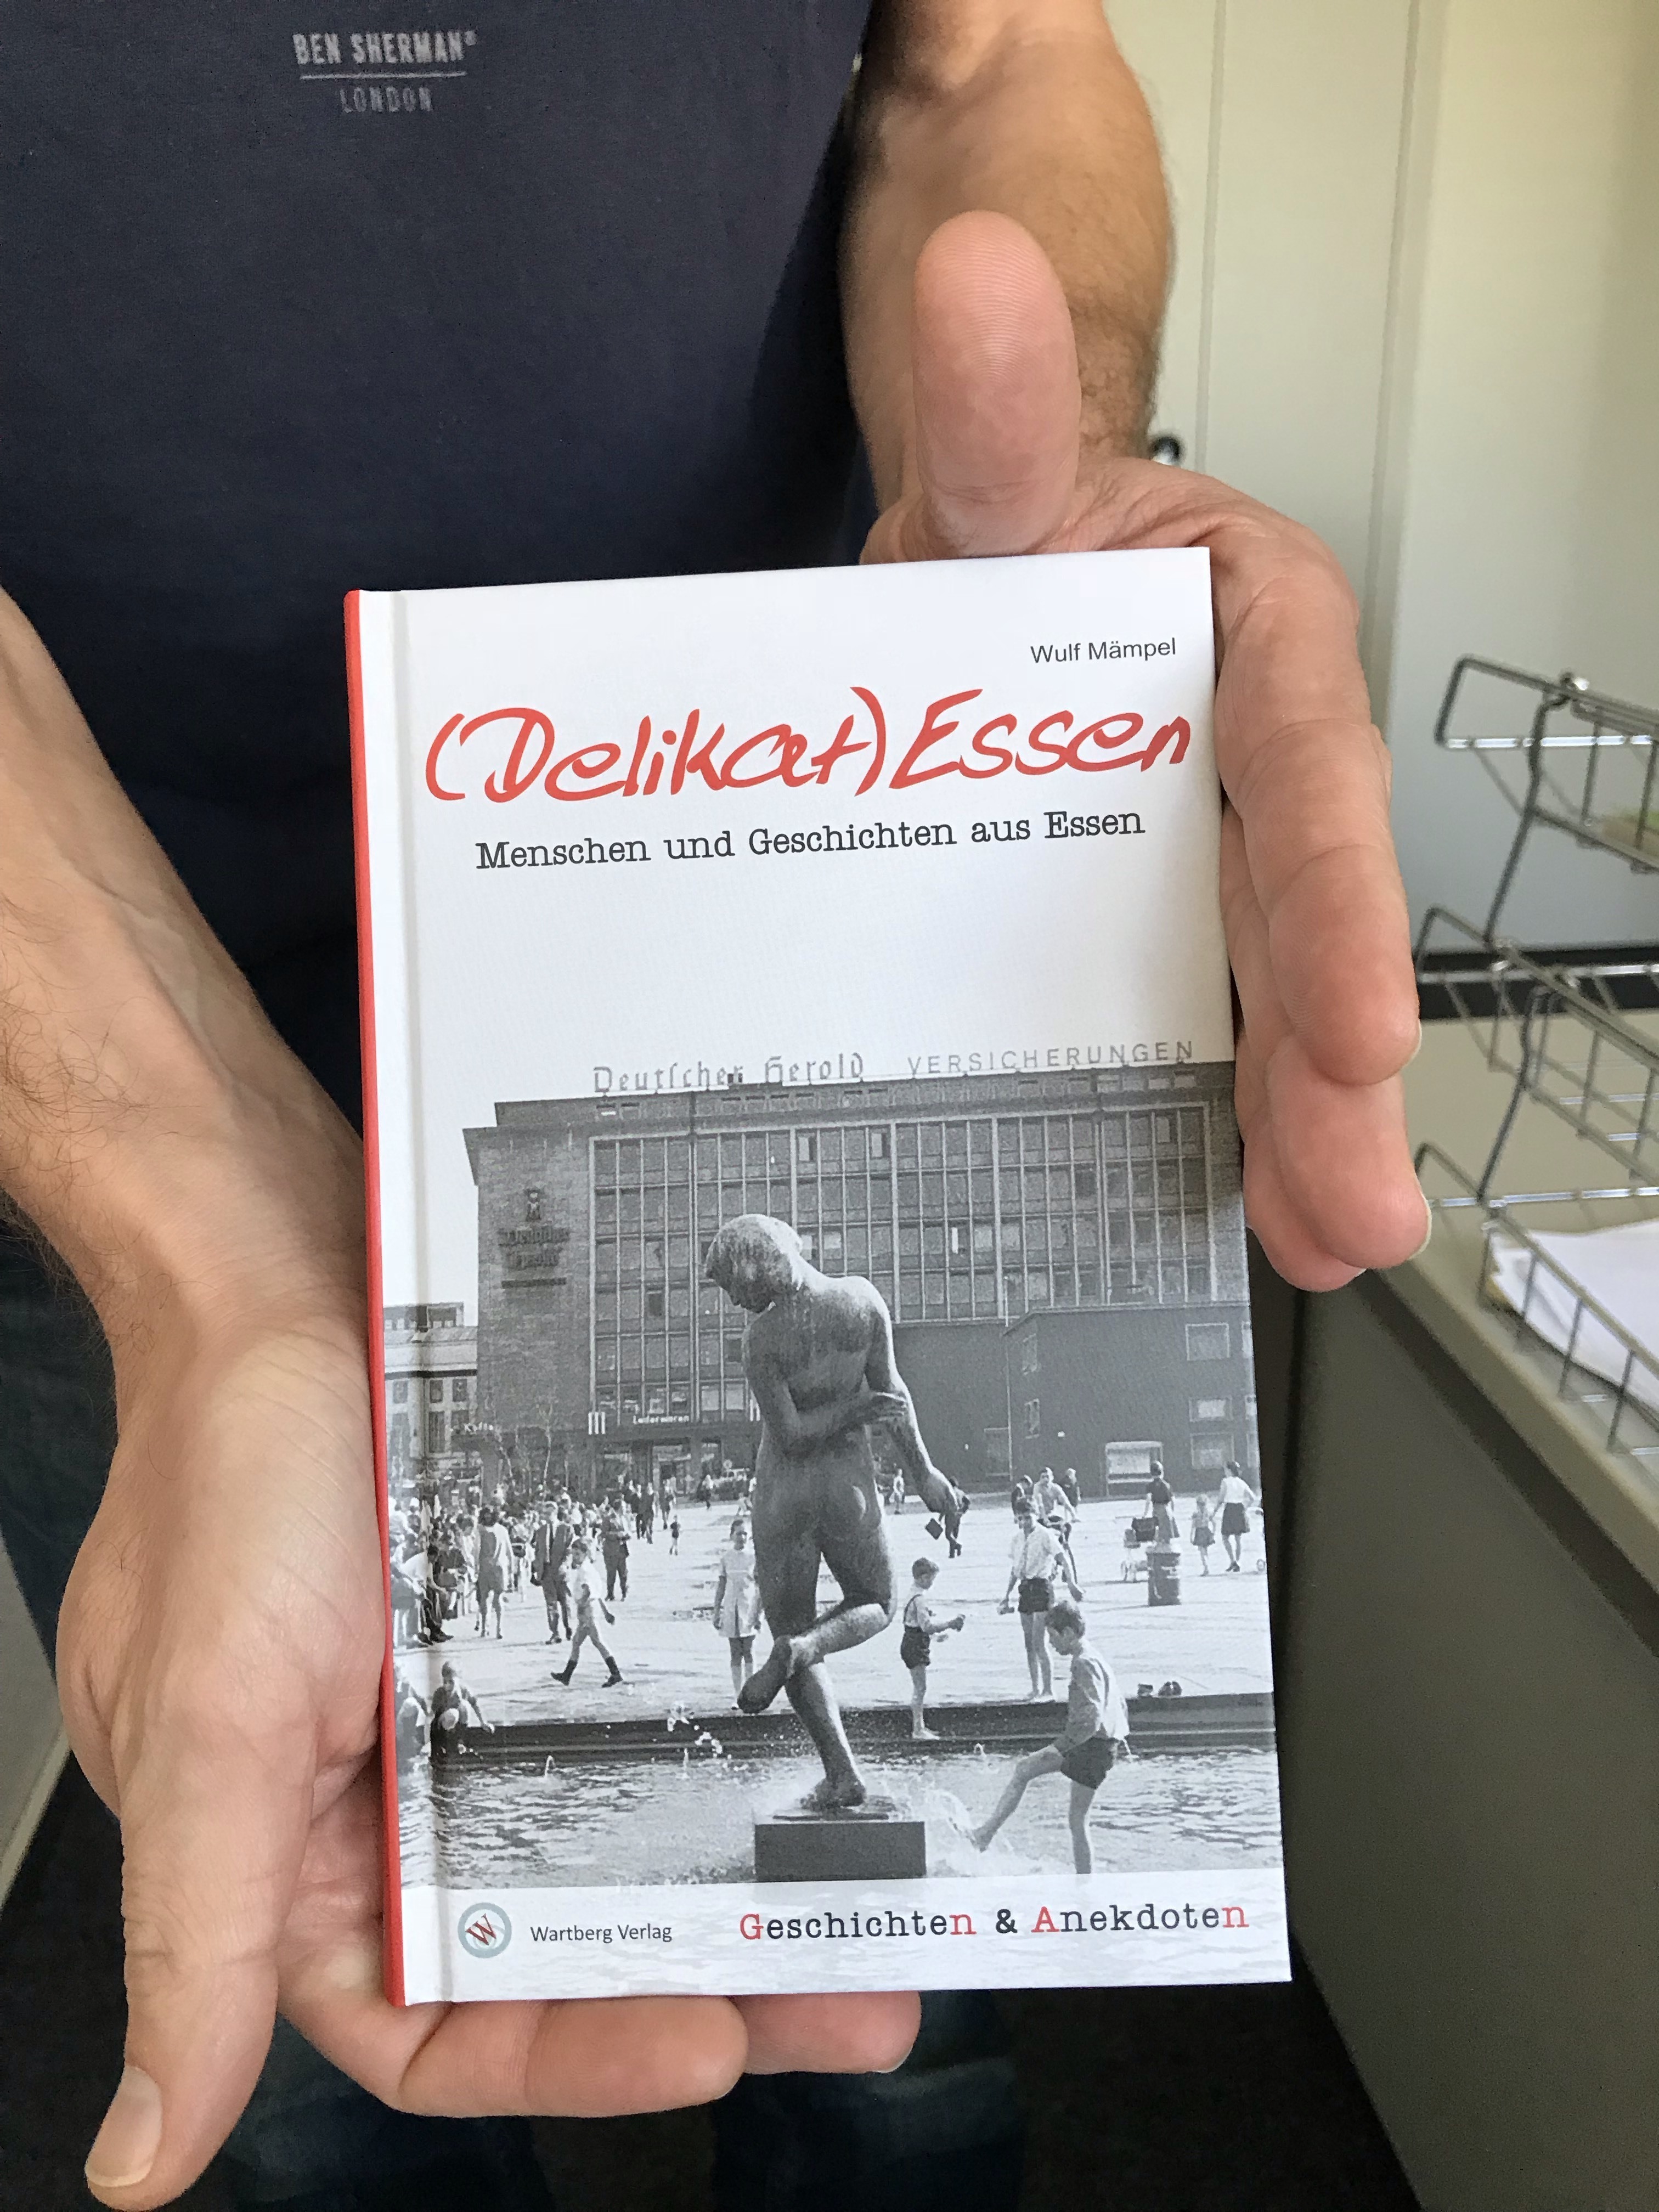 BEN SHERMAN®
LONDON
Wulf Mämpel
(Delikat)Essen
Menschen und Geschichten aus Essen
Deutscher Herold VERSICHERUNGEN
Lederwaren
W
Wartberg Verlag
Geschichten & Anekdoten